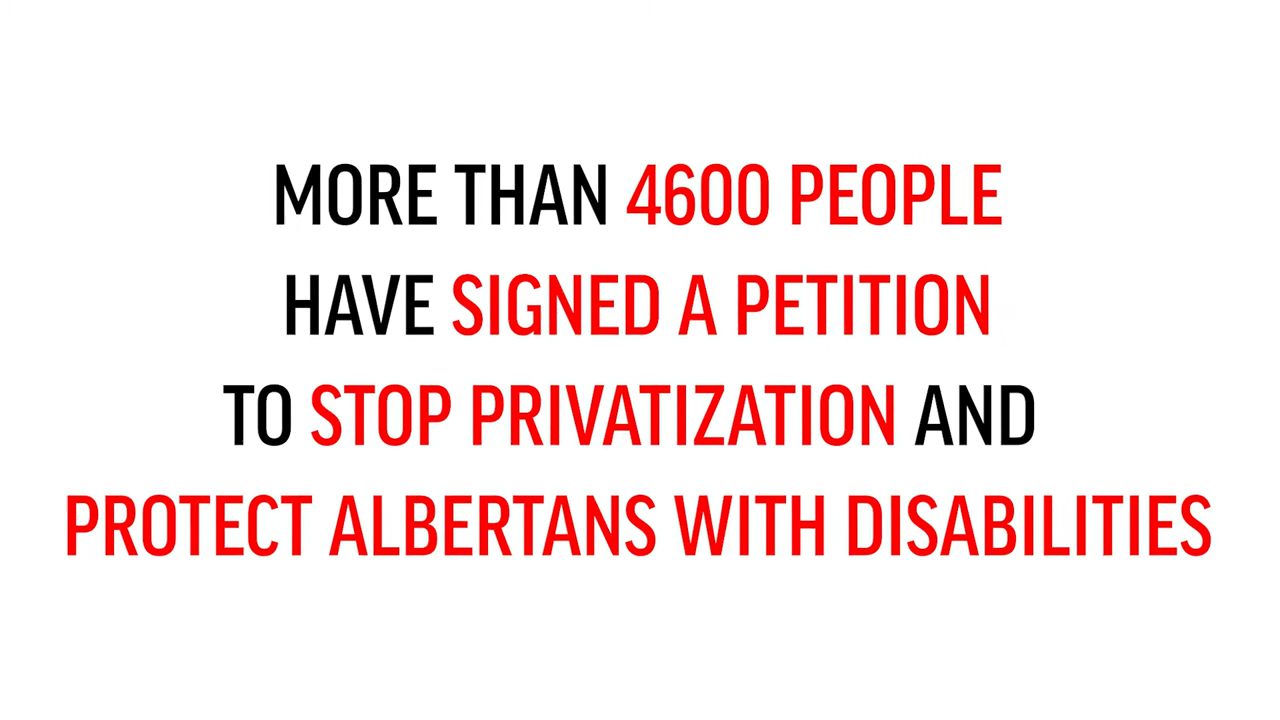 MORE THAN 4600 PEOPLE
HAVE SIGNED A PETITION
TO STOP PRIVATIZATION AND
PROTECT ALBERTANS WITH DISABILITIES